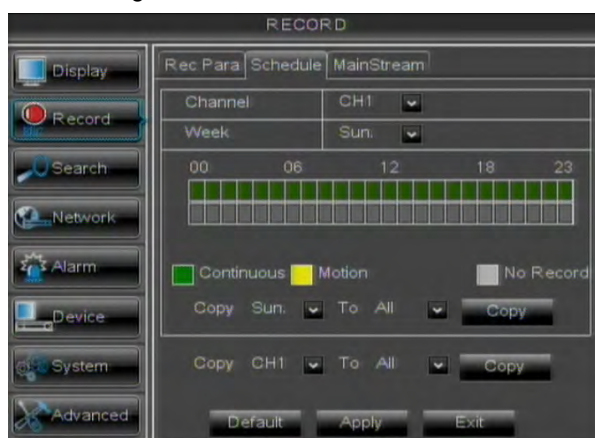 RECORD
Display
Record
Search
Network
Alarm
Device
System
Advanced
Rec Para Schedule MainStream
Channel CH1
Week Sun.
00 06 12 18 23
Continuous Motion No Record
Copy Sun. To All Copy
Copy CH1 To All Copy
Default Apply Exit